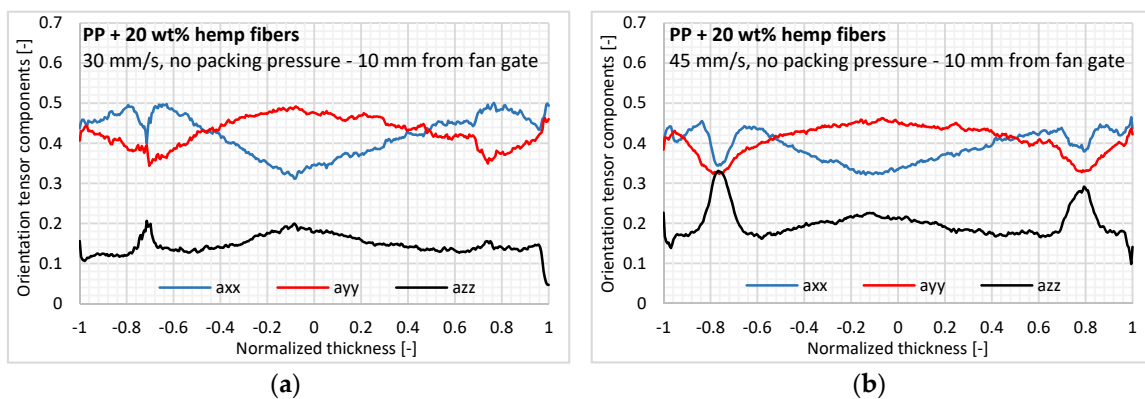 PP + 20 wt% hemp fibers
30 mm/s, no packing pressure - 10 mm from fan gate
Orientation tensor components [-]
0.7
0.6
0.5
0.4
0.3
0.2
0.1
0
axx ayy azz
-1 -0.8 -0.6 -0.4 -0.2 0 0.2 0.4 0.6 0.8 1
Normalized thickness [-]
(a)
PP + 20 wt% hemp fibers
45 mm/s, no packing pressure - 10 mm from fan gate
Orientation tensor components [-]
0.7
0.6
0.5
0.4
0.3
0.2
0.1
0
axx ayy azz
-1 -0.8 -0.6 -0.4 -0.2 0 0.2 0.4 0.6 0.8 1
Normalized thickness [-]
(b)